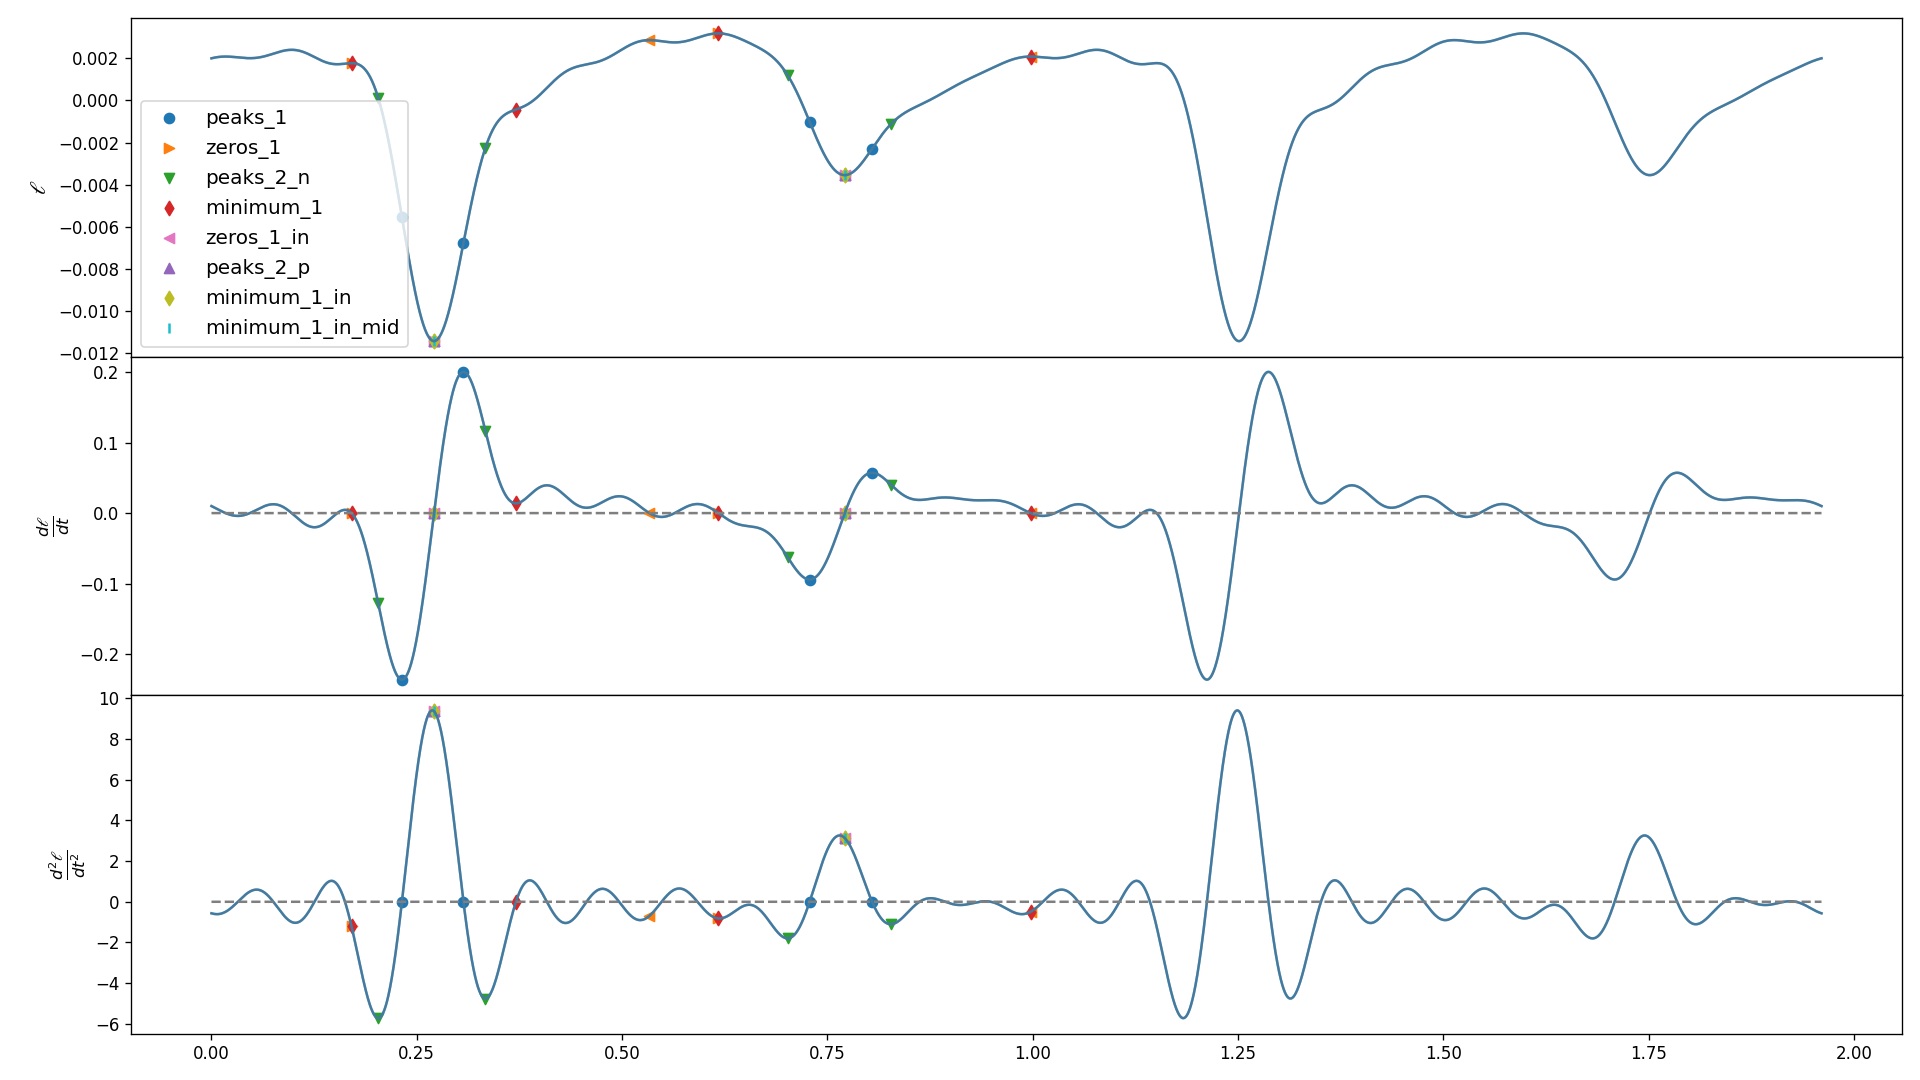 0.002
0.000
−0.002
−0.004
−0.006
−0.008
−0.010
−0.012
ℓ
peaks_1
zeros_1
peaks_2_n
minimum_1
zeros_1_in
peaks_2_p
minimum_1_in
minimum_1_in_mid
0.2
0.1
0.0
−0.1
−0.2
dℓ
dt
10
8
6
4
2
0
−2
−4
−6
d²ℓ
dt²
0.00 0.25 0.50 0.75 1.00 1.25 1.50 1.75 2.00